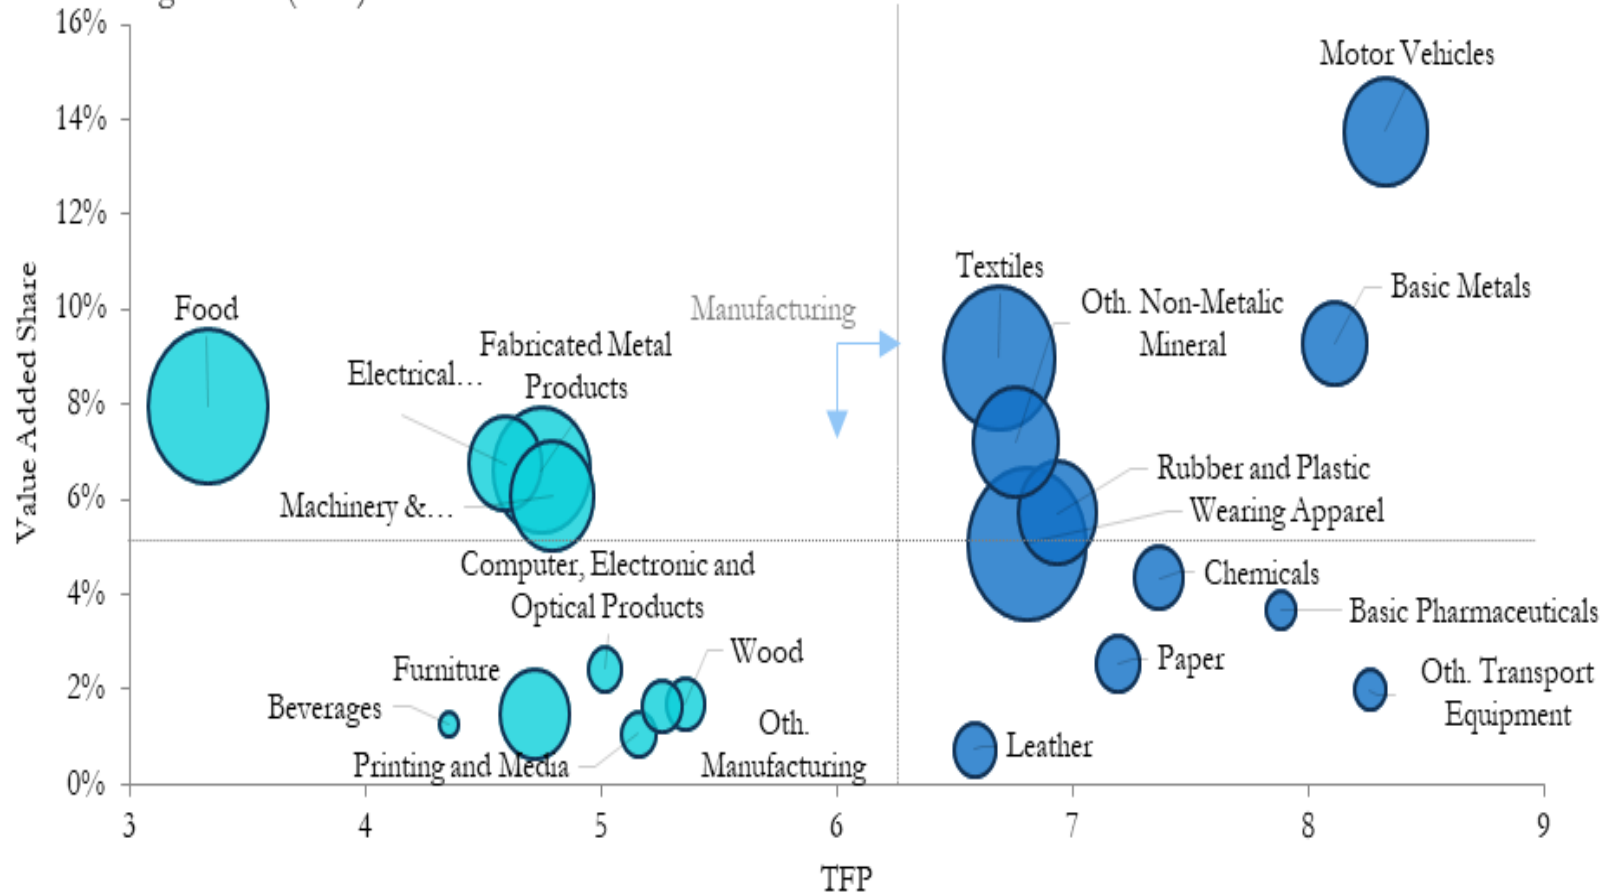 16%
Motor Vehicles
14%
12%
Textiles
Basic Metals
10%
Food
Manufacturing
Oth. Non-Metalic
Mineral
Fabricated Metal
Products
Electrical...
8%
Rubber and Plastic
6%
Machinery &...
Wearing Apparel
Computer, Electronic and
Optical Products
Chemicals
4%
Basic Pharmaceuticals
Wood
Paper
Furniture
Oth. Transport
Equipment
2%
Beverages
Oth.
Manufacturing
Leather
Printing and Media
0%
3 4 5 6 7 8 9
TFP
Value Added Share